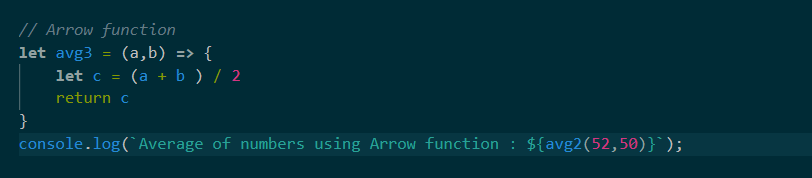 // Arrow function
let avg3 = (a,b) => {
    let c = (a + b ) / 2
    return c
}
console.log(`Average of numbers using Arrow function : ${avg2(52,50)}`);